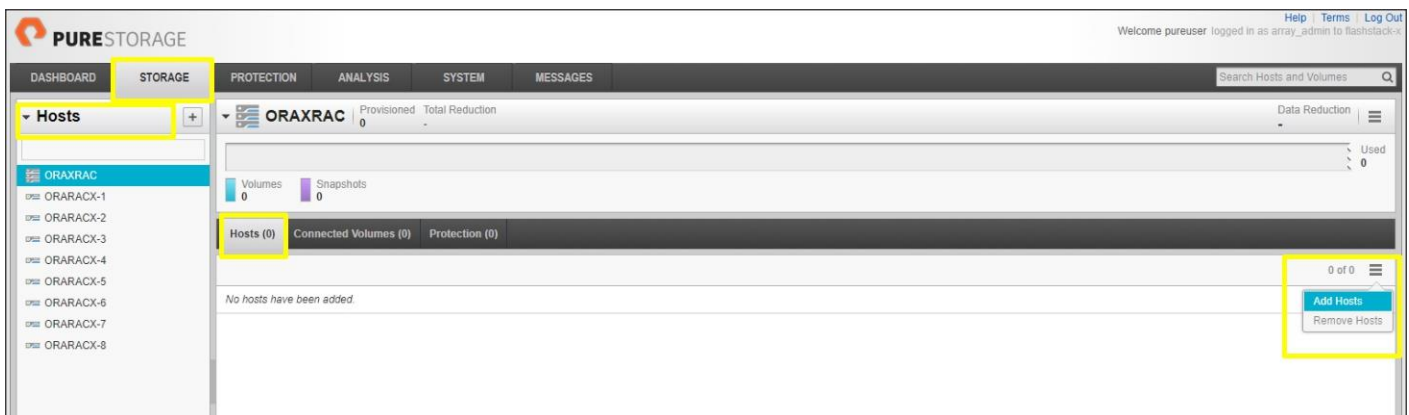 Help | Terms | Log Out
PURESTORAGE
Welcome pureuser logged in as array_admin to flashstack-x
DASHBOARD STORAGE PROTECTION ANALYSIS SYSTEM MESSAGES
Search Hosts and Volumes
Hosts +
ORAXRAC Provisioned Total Reduction Data Reduction
0 - -
Used
0
Volumes Snapshots
0 0
ORAXRAC
ORARACX-1
ORARACX-2
ORARACX-3
ORARACX-4
ORARACX-5
ORARACX-6
ORARACX-7
ORARACX-8
Hosts (0) Connected Volumes (0) Protection (0)
0 of 0
No hosts have been added.
Add Hosts
Remove Hosts